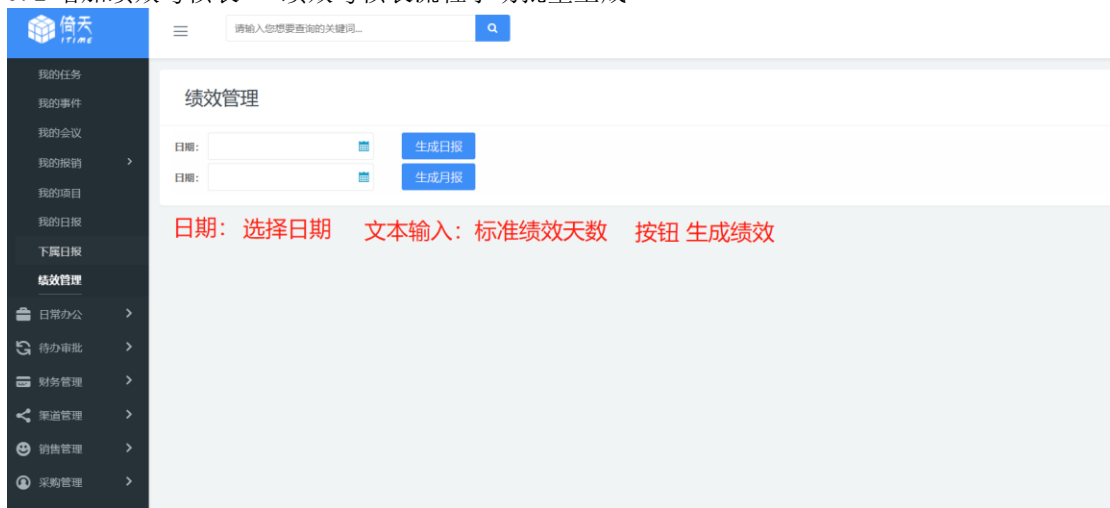 倚天
ITIME
请输入您想要查询的关键词...
我的任务
我的事件
我的会议
我的报销
我的项目
我的日报
下属日报
绩效管理
日常办公
待办审批
财务管理
渠道管理
销售管理
采购管理
绩效管理
日期： 生成日报
日期： 生成月报
日期： 选择日期 文本输入：标准绩效天数 按钮 生成绩效